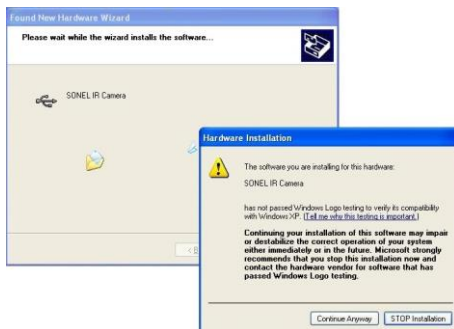 Found New Hardware Wizard
Please wait while the wizard installs the software...
SONEL IR Camera
Hardware Installation
The software you are installing for this hardware:
SONEL IR Camera
has not passed Windows Logo testing to verify its compatibility
with Windows XP. (Tell me why this testing is important.)
Continuing your installation of this software may impair
or destabilize the correct operation of your system
either immediately or in the future. Microsoft strongly
recommends that you stop this installation now and
contact the hardware vendor for software that has
passed Windows Logo testing.
Continue Anyway
STOP Installation